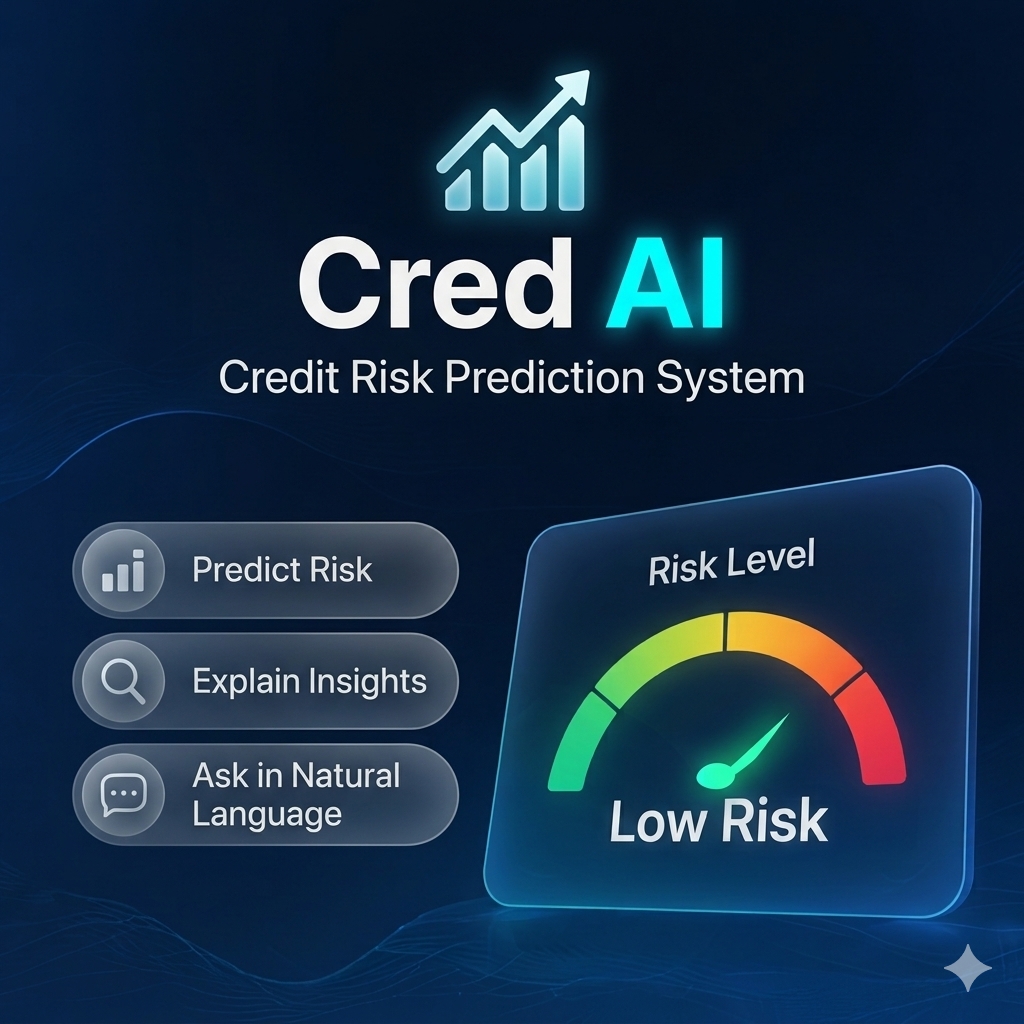 Cred AI
Credit Risk Prediction System
Predict Risk
Explain Insights
Ask in Natural
Language
Risk Level
Low Risk